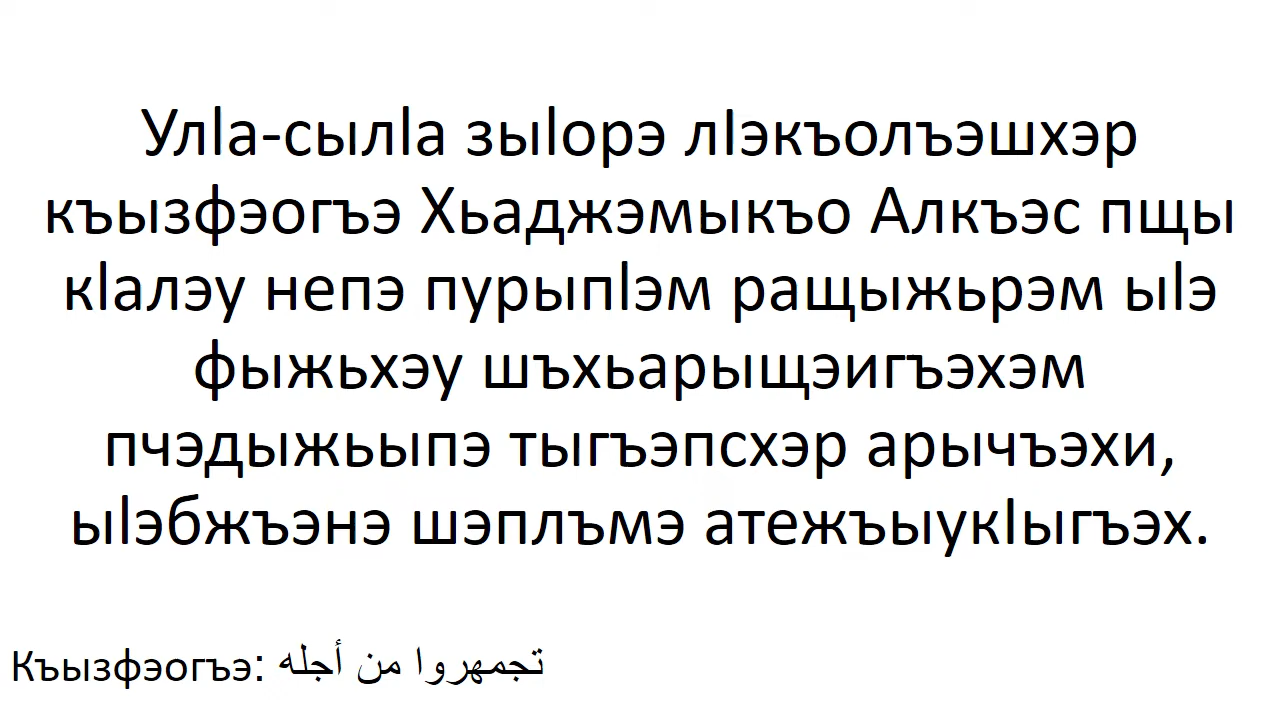 Улӏа-сылӏа зыӏорэ лӏэкъолъэшхэр
къызфэогъэ Хьаджэмыкъо Алкъэс пщы
кӏалэу непэ пурыпӏэм ращыжьрэм ыӏэ
фыжьхэу шъхьарыщэигъэхэм
пчэдыжьыпэ тыгъэпсхэр арычъэхи,
ыӏэбжъэнэ шэплъмэ атежъыукӏыгъэх.
Къызфэогъэ: تجمهروا من أجله